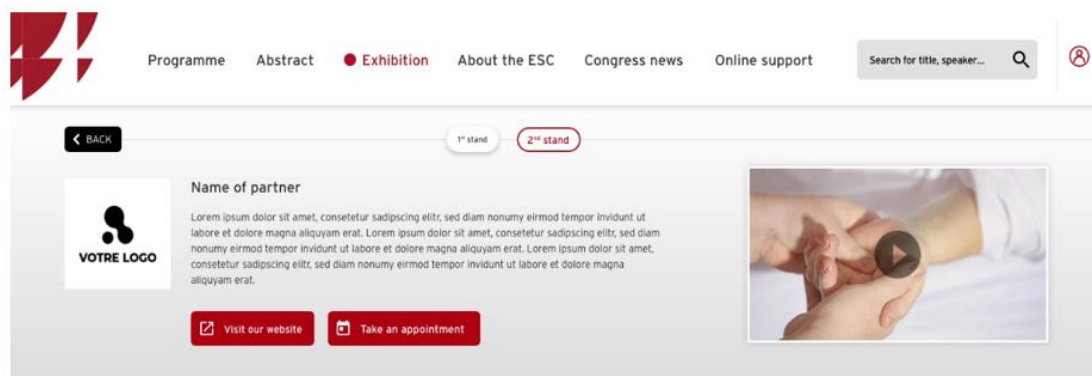 Programme
Abstract
Exhibition
About the ESC
Congress news
Online support
Search for title, speaker...
BACK
1st stand
2nd stand
Name of partner
Lorem ipsum dolor sit amet, consetetur sadipscing elitr, sed diam nonumy eirmod tempor invidunt ut
labore et dolore magna aliquyam erat. Lorem ipsum dolor sit amet, consetetur sadipscing elitr, sed diam
nonumy eirmod tempor invidunt ut labore et dolore magna aliquyam erat. Lorem ipsum dolor sit amet,
consetetur sadipscing elitr, sed diam nonumy eirmod tempor invidunt ut labore et dolore magna
aliquyam erat.
VOTRE LOGO
Visit our website
Take an appointment